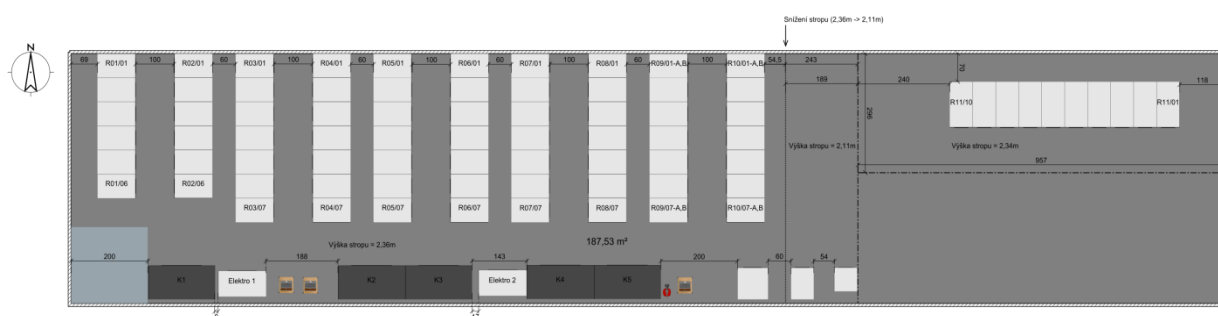 Snížení stropu (2,36m -> 2,11m)
N
69 R01/01 100 R02/01 60 R03/01 100 R04/01 60 R05/01 100 R06/01 60 R07/01 100 R08/01 60 R09/01-A,B 100 R10/01-A,B 54,5 243
70
189 240 118
R11/10 R11/01
296
Výška stropu = 2,11m Výška stropu = 2,34m
957
R01/06 R02/06
R03/07 R04/07 R05/07 R06/07 R07/07 R08/07 R09/07-A,B R10/07-A,B
Výška stropu = 2,36m 187,53 m²
200 188 143 200 60 54
K1 Elektro 1 K2 K3 Elektro 2 K4 K5